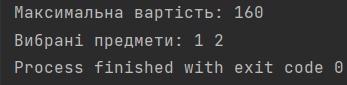 Максимальна вартість: 160
Вибрані предмети: 1 2
Process finished with exit code 0